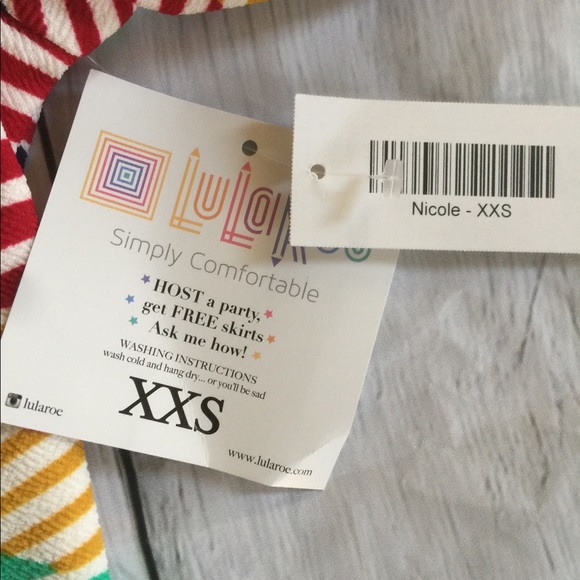 LuLaRoe
Simply Comfortable
HOST a party,
get FREE skirts
Ask me how!
WASHING INSTRUCTIONS
wash cold and hang dry... or you'll be sad
XXS
lularoe
www.lularoe.com
Nicole - XXS